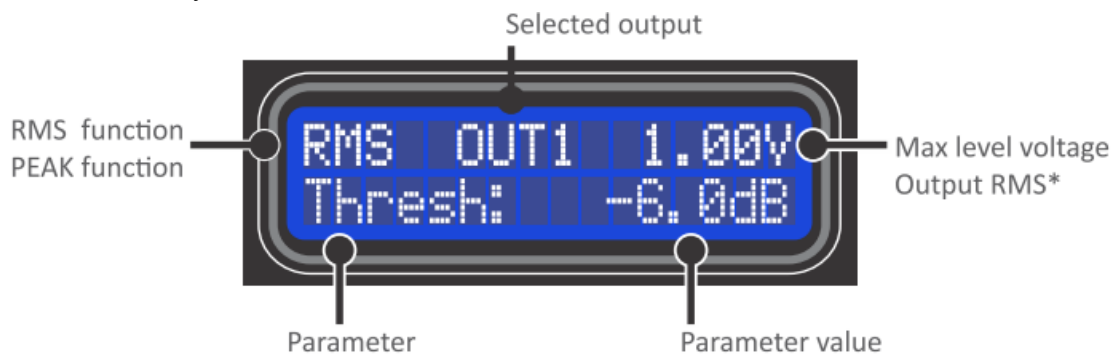 Selected output
RMS function
PEAK function
RMS OUT1 1.00V
Thresh: -6.0dB
Max level voltage
Output RMS*
Parameter
Parameter value